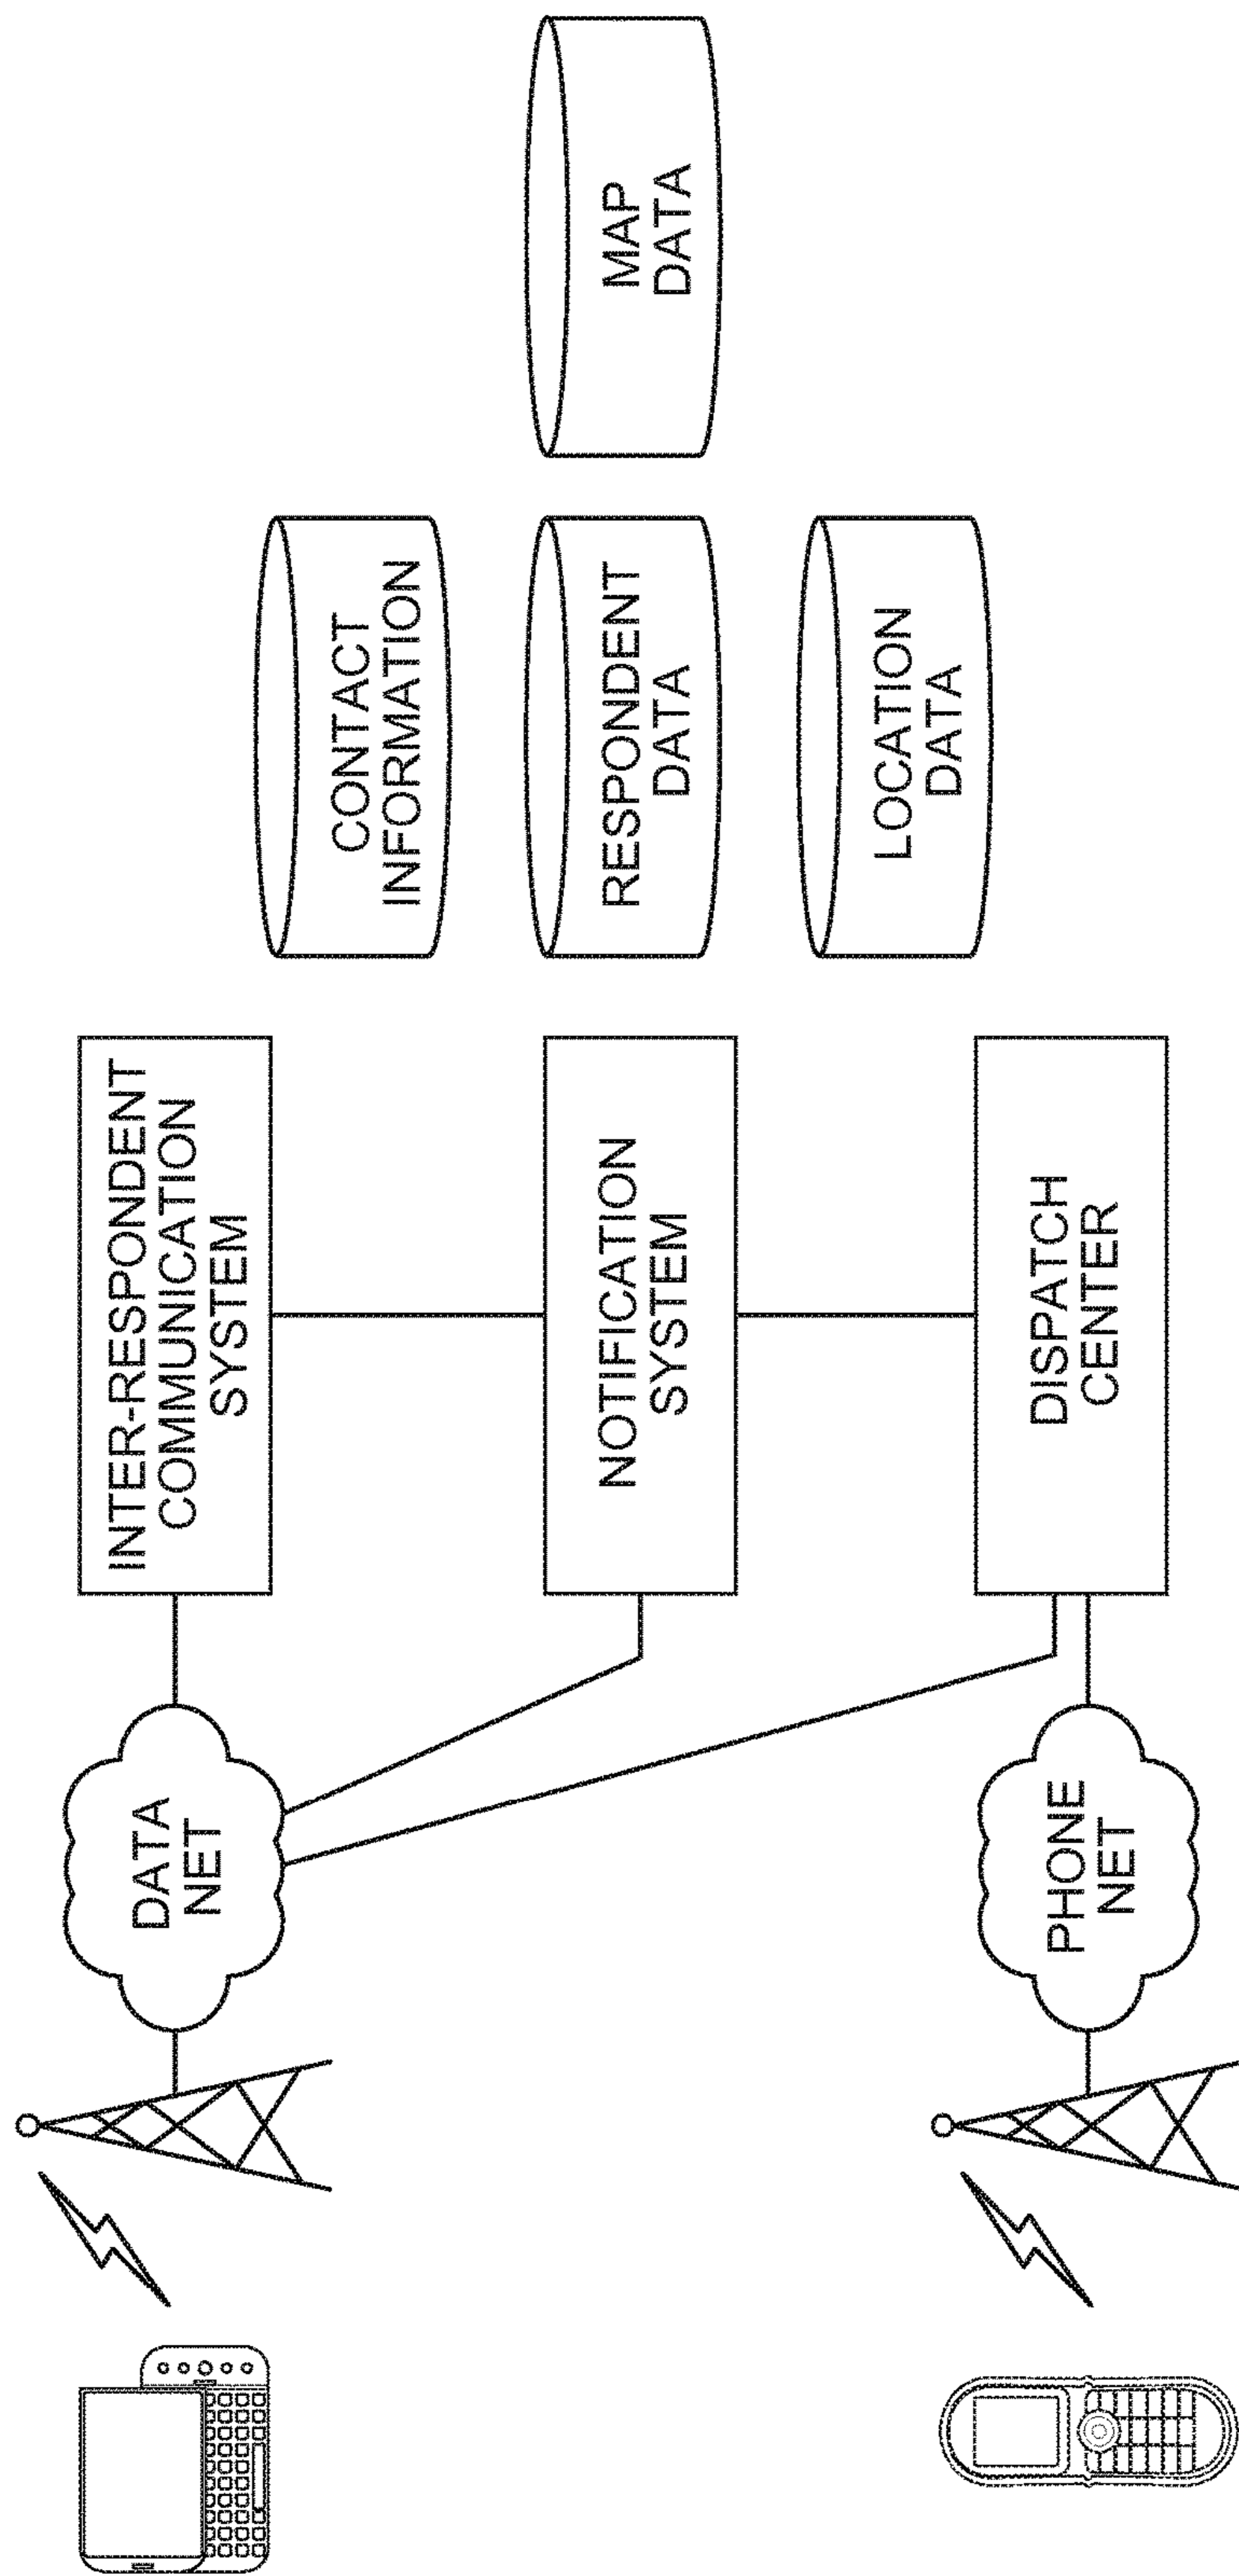 INTER-RESPONDENT
COMMUNICATION
SYSTEM
DATA
NET
CONTACT
INFORMATION
NOTIFICATION
SYSTEM
RESPONDENT
DATA
MAP
DATA
PHONE
NET
DISPATCH
CENTER
LOCATION
DATA